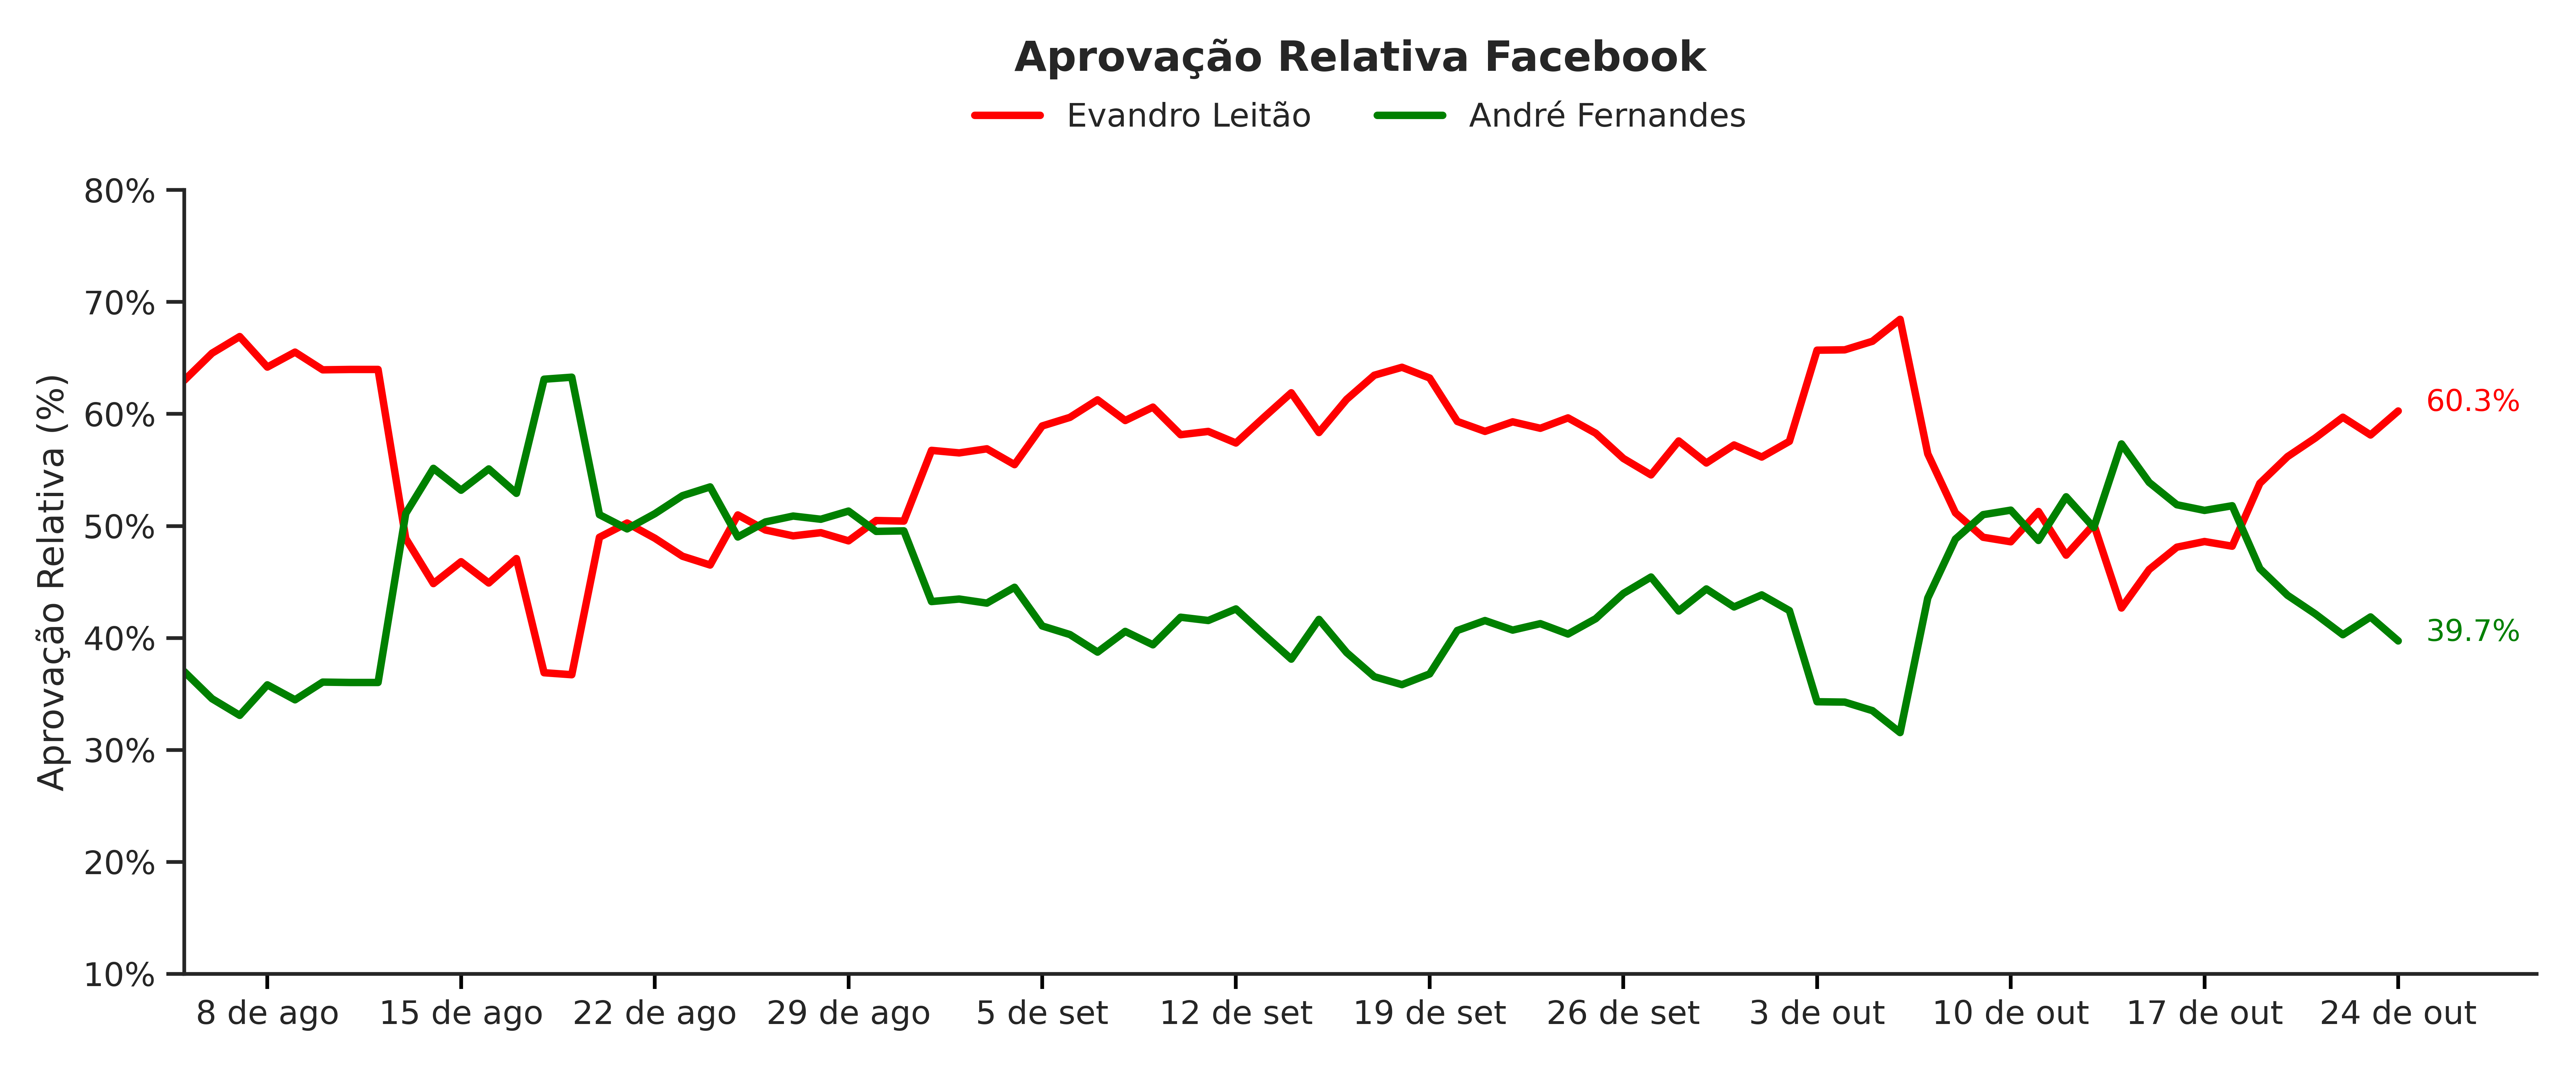 Aprovação Relativa Facebook
Evandro Leitão
André Fernandes
Aprovação Relativa (%)
80%
70%
60%
50%
40%
30%
20%
10%
60.3%
39.7%
8 de ago
15 de ago
22 de ago
29 de ago
5 de set
12 de set
19 de set
26 de set
3 de out
10 de out
17 de out
24 de out